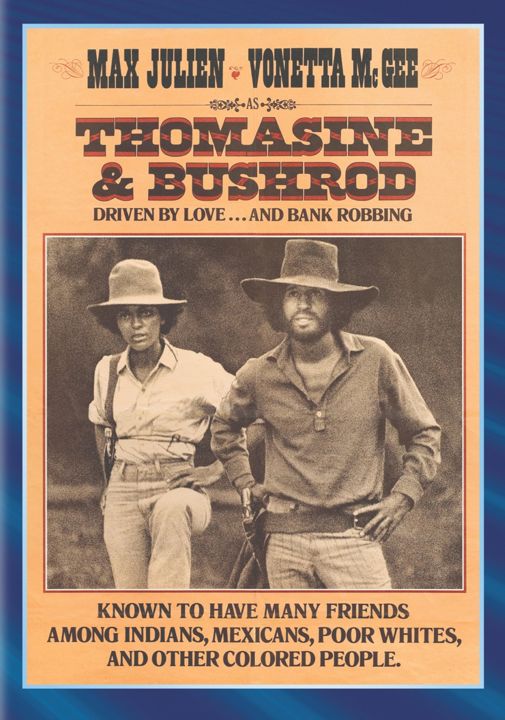 MAX JULIEN VONETTA McGEE
AS
THOMASINE
& BUSHROD
DRIVEN BY LOVE...AND BANK ROBBING
KNOWN TO HAVE MANY FRIENDS
AMONG INDIANS, MEXICANS, POOR WHITES,
AND OTHER COLORED PEOPLE.